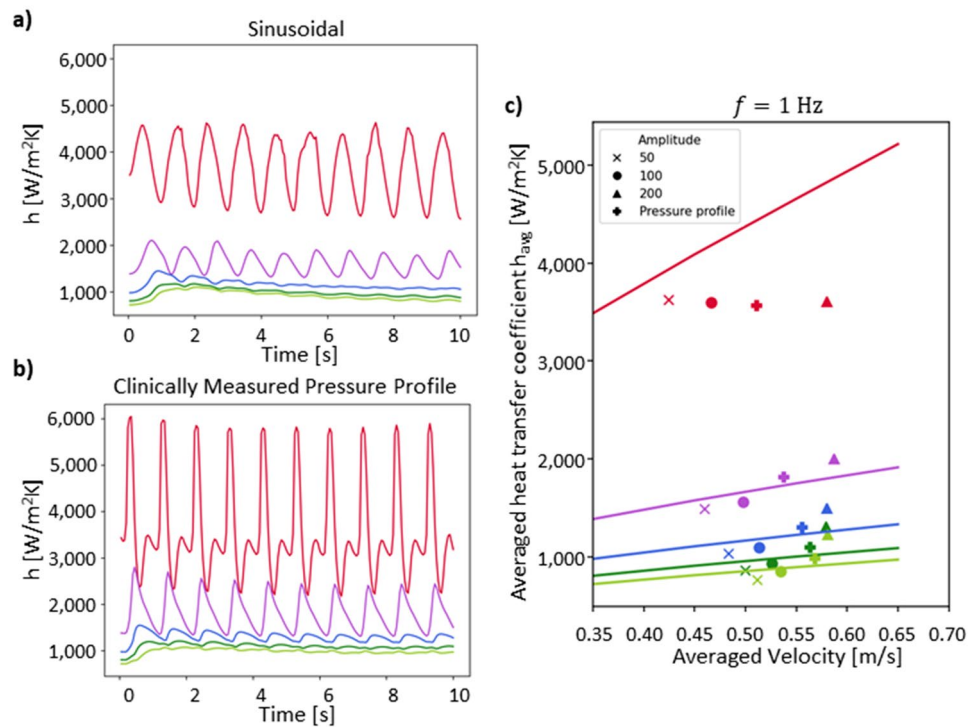 a)
Sinusoidal
6,000
5,000
4,000
3,000
2,000
1,000
h [W/m²K]
0 2 4 6 8 10
Time [s]
b)
Clinically Measured Pressure Profile
6,000
5,000
4,000
3,000
2,000
1,000
h [W/m²K]
0 2 4 6 8 10
Time [s]
c)
f = 1 Hz
Amplitude
50
100
200
Pressure profile
5,000
4,000
3,000
2,000
1,000
Averaged heat transfer coefficient h_avg [W/m²K]
0.35 0.40 0.45 0.50 0.55 0.60 0.65 0.70
Averaged Velocity [m/s]